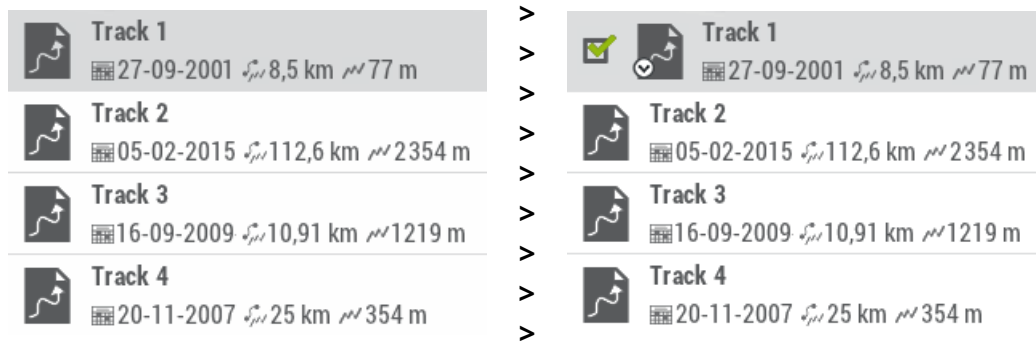 Track 1
27-09-2001 8,5 km 77 m
Track 2
05-02-2015 112,6 km 2354 m
Track 3
16-09-2009 10,91 km 1219 m
Track 4
20-11-2007 25 km 354 m
>
>
>
>
>
>
>
>
>
Track 1
27-09-2001 8,5 km 77 m
Track 2
05-02-2015 112,6 km 2354 m
Track 3
16-09-2009 10,91 km 1219 m
Track 4
20-11-2007 25 km 354 m